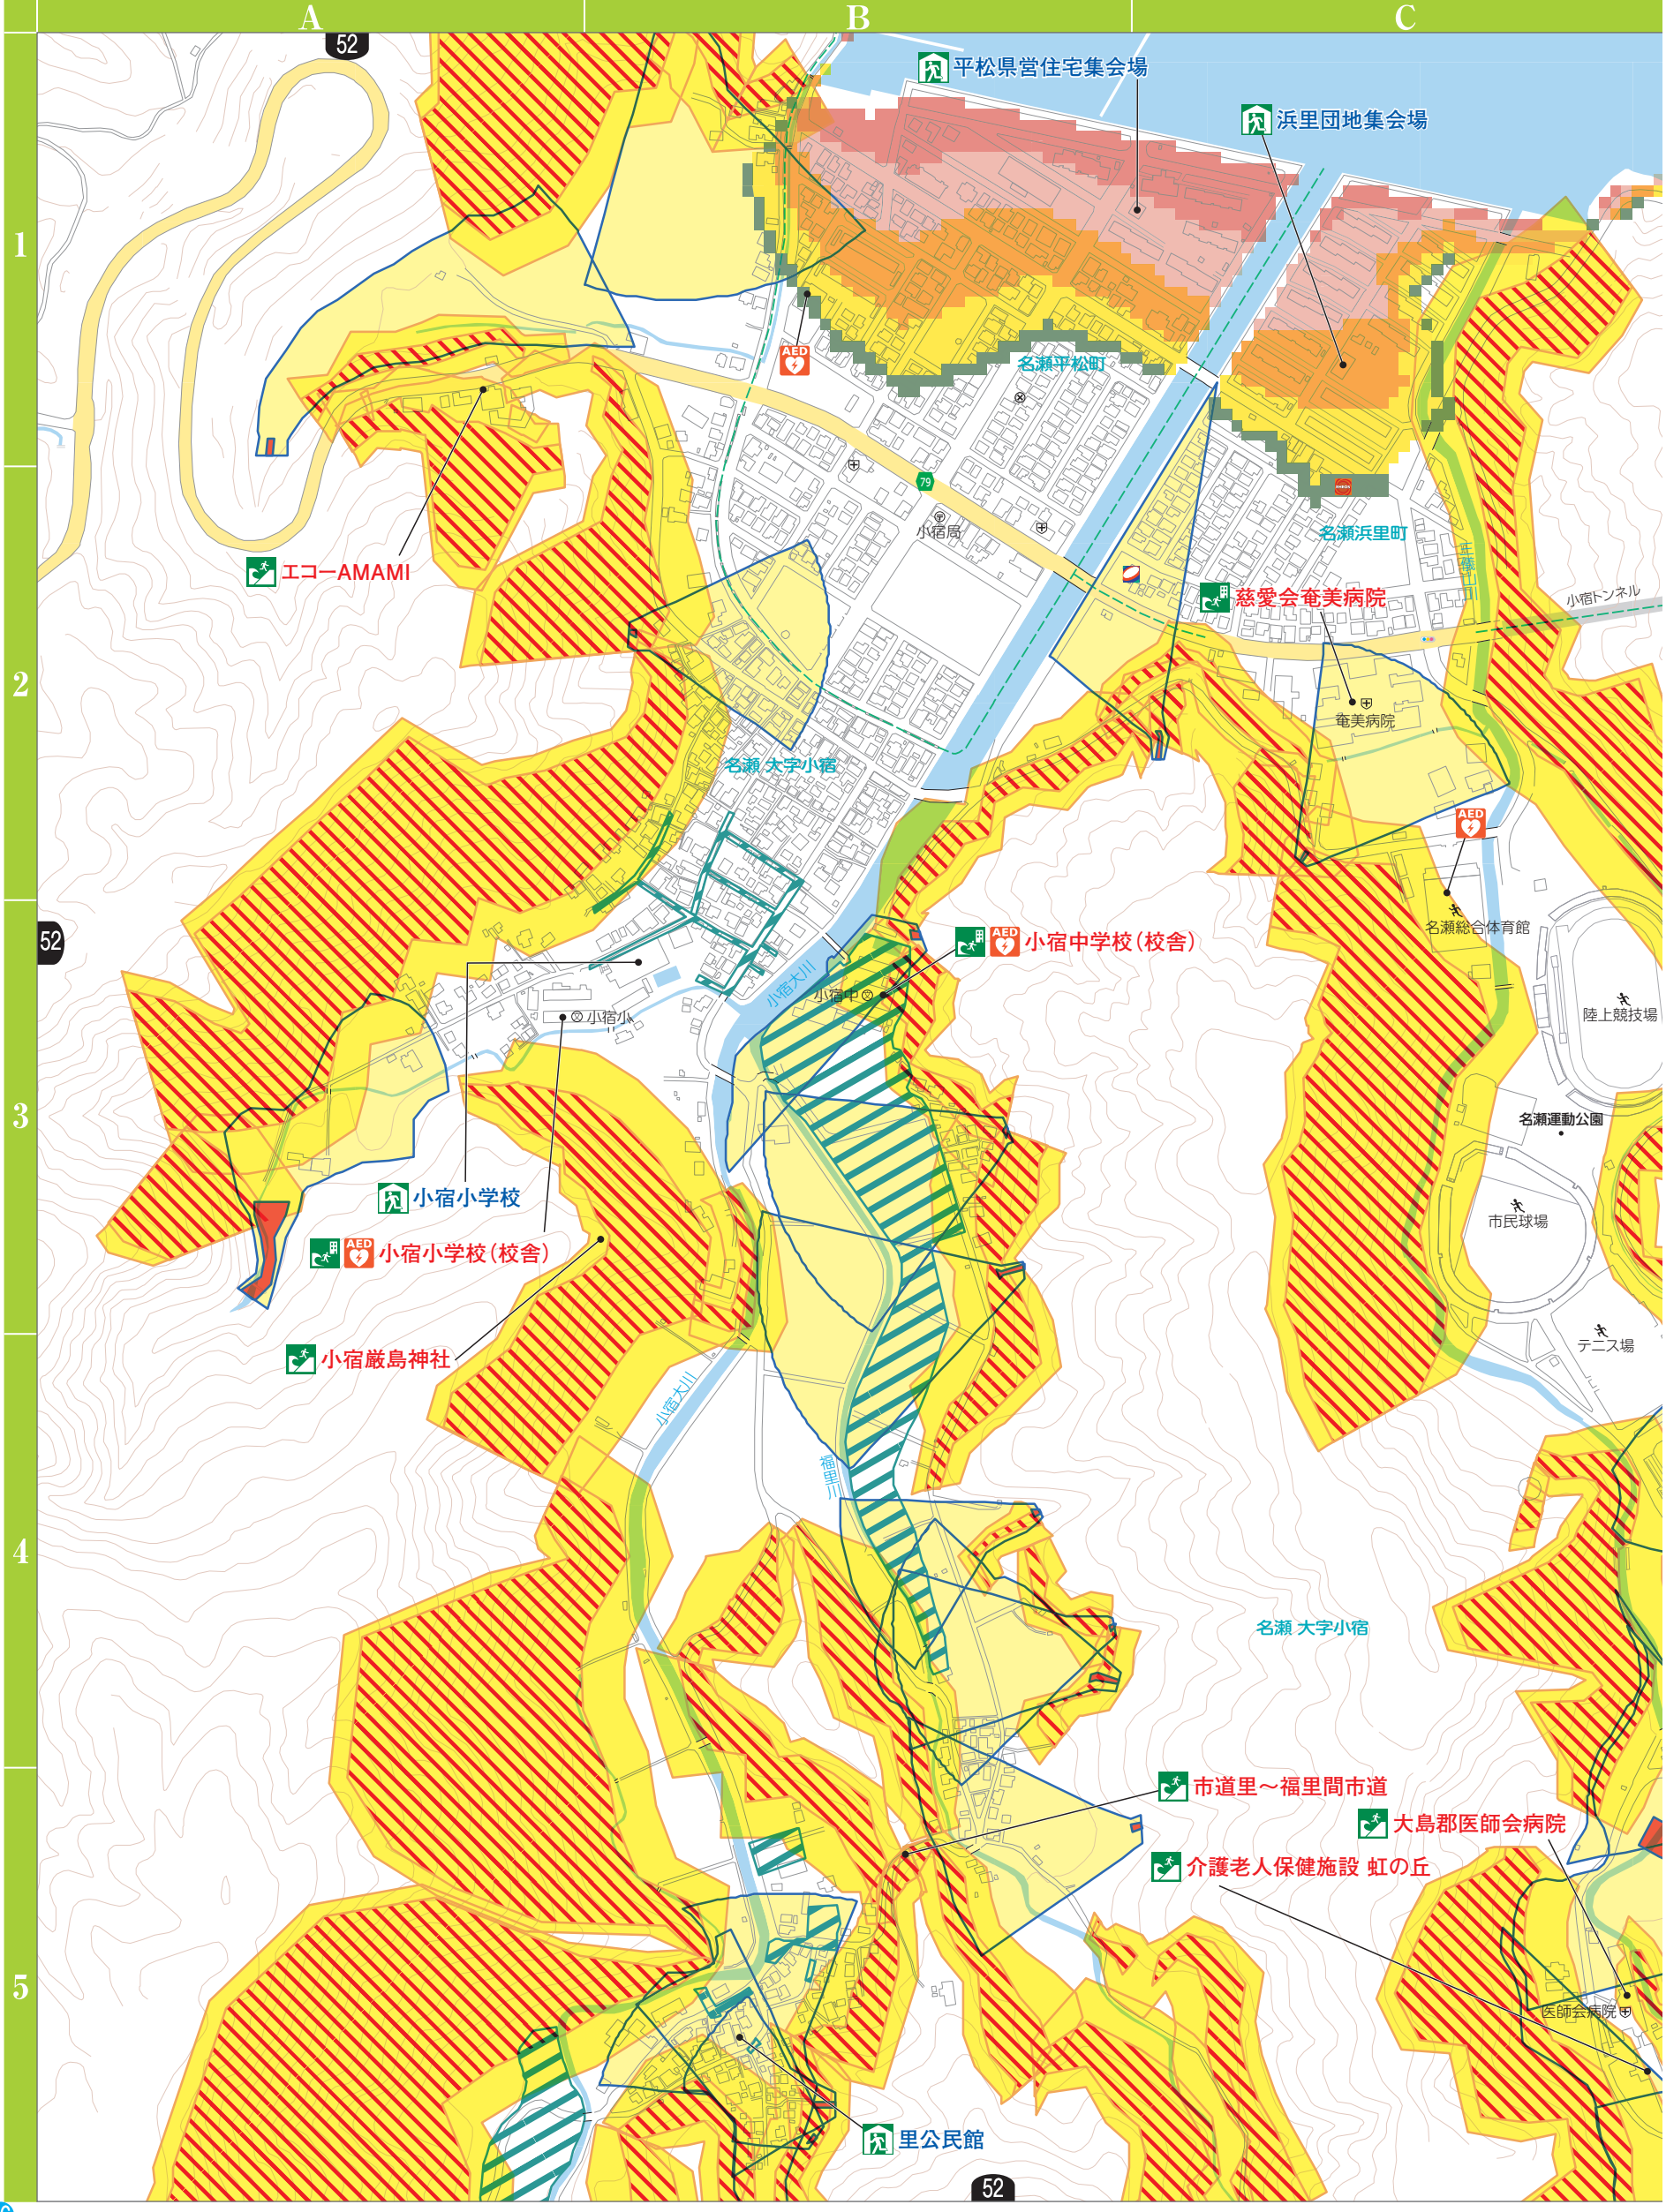 A
B
C
52
平松県営住宅集会場
浜里団地集会場
1
AED
名瀬平松町
79
小宿局
名瀬浜里町
エコーAMAMI
慈愛会奄美病院
小宿トンネル
2
奄美病院
名瀬 大字小宿
AED
名瀬総合体育館
52
AED
小宿中学校（校舎）
小宿大川
小宿中
小宿小
陸上競技場
3
名瀬運動公園
小宿小学校
市民球場
AED
小宿小学校（校舎）
テニス場
小宿厳島神社
小宿大川
福里川
4
名瀬 大字小宿
市道里～福里間市道
大島郡医師会病院
介護老人保健施設 虹の丘
5
医師会病院
里公民館
52